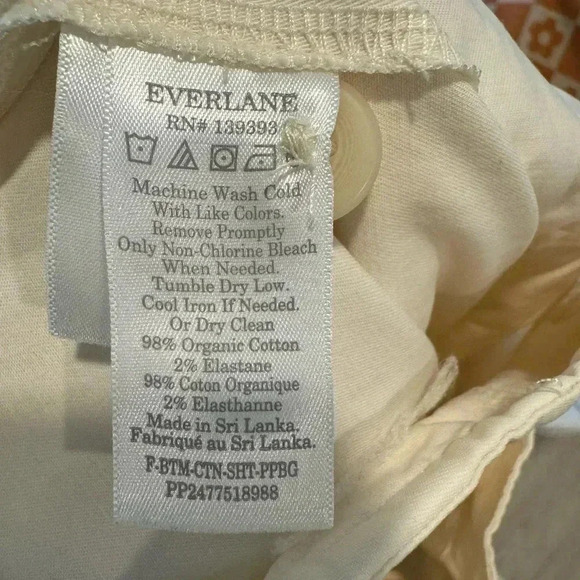 EVERLANE
RN# 139393
Machine Wash Cold
With Like Colors.
Remove Promptly
Only Non-Chlorine Bleach
When Needed.
Tumble Dry Low.
Cool Iron If Needed.
Or Dry Clean
98% Organic Cotton
2% Elastane
98% Coton Organique
2% Elasthanne
Made in Sri Lanka.
Fabriqué au Sri Lanka.
F-BTM-CTN-SHT-PPBG
PP2477518988